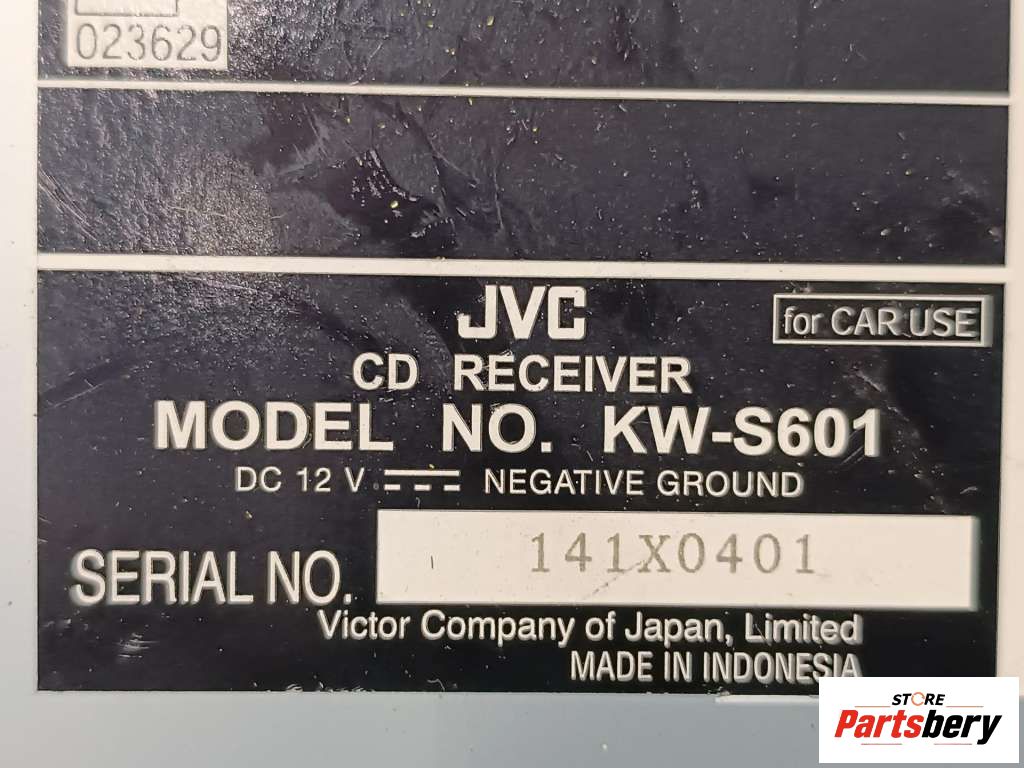 023629
JVC
for CAR USE
CD RECEIVER
MODEL NO. KW-S601
DC 12 V NEGATIVE GROUND
SERIAL NO. 141X0401
Victor Company of Japan, Limited
MADE IN INDONESIA
STORE
Partsbery